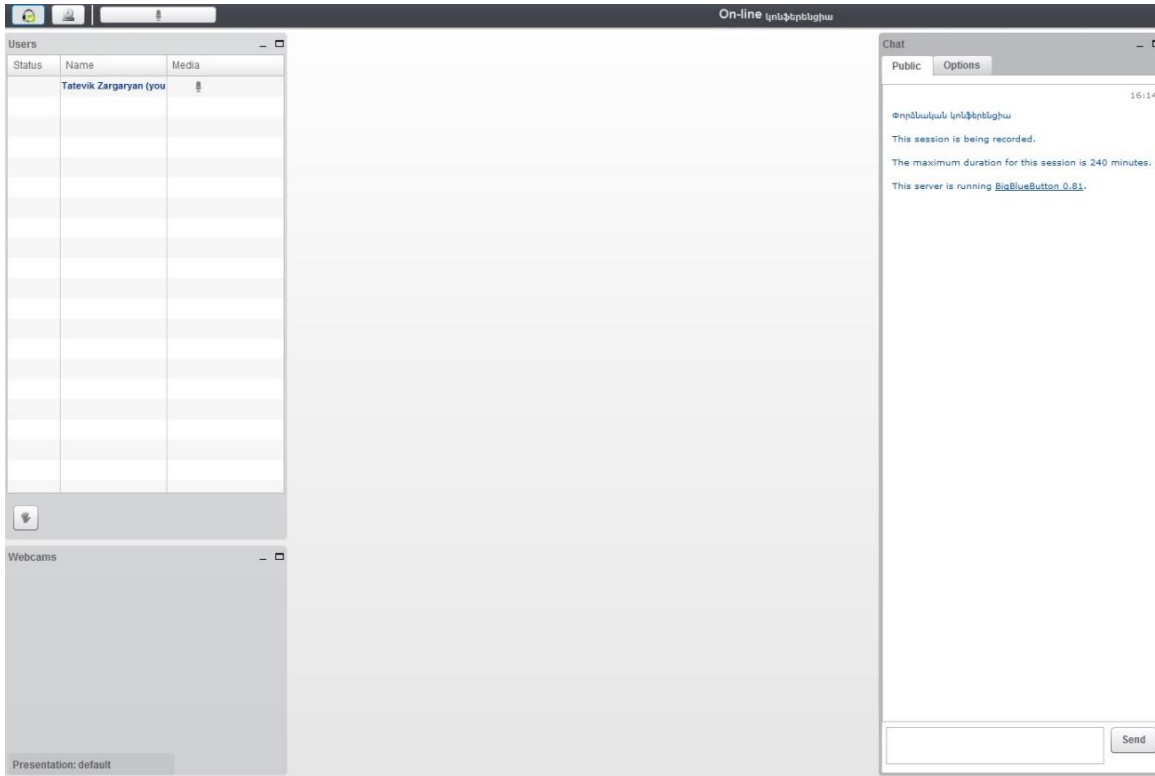 On-line կոնֆերենցիա
Users
Status Name Media
Tatevik Zargaryan (you
Webcams
Presentation: default
Chat
Public Options
16:14
Փորձնական կոնֆերենցիա
This session is being recorded.
The maximum duration for this session is 240 minutes.
This server is running BigBlueButton 0.81.
Send